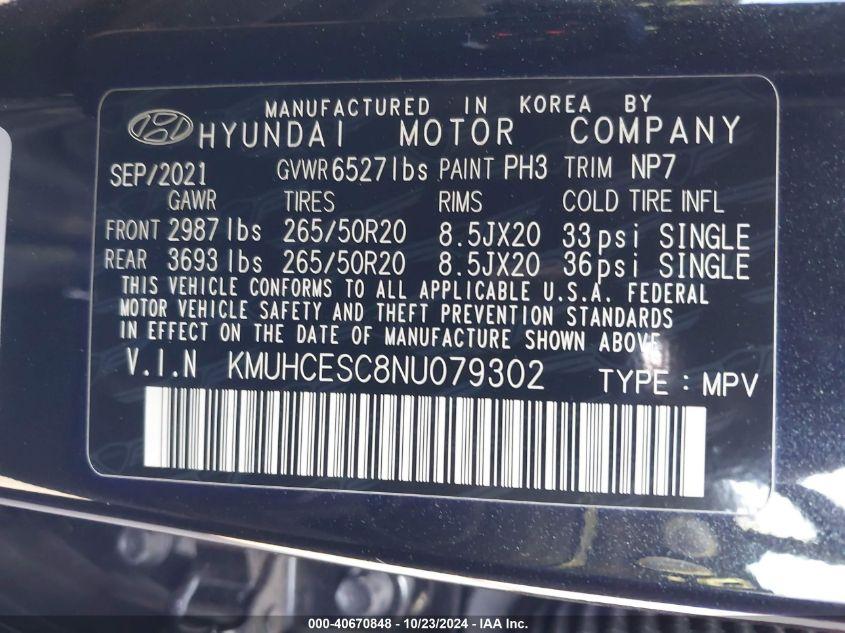 MANUFACTURED IN KOREA BY
HYUNDAI MOTOR COMPANY
SEP/2021 GVWR 6527lbs PAINT PH3 TRIM NP7
GAWR TIRES RIMS COLD TIRE INFL
FRONT 2987lbs 265/50R20 8.5JX20 33psi SINGLE
REAR 3693lbs 265/50R20 8.5JX20 36psi SINGLE
THIS VEHICLE CONFORMS TO ALL APPLICABLE U.S.A. FEDERAL
MOTOR VEHICLE SAFETY AND THEFT PREVENTION STANDARDS
IN EFFECT ON THE DATE OF MANUFACTURE SHOWN ABOVE
V.I.N KMUHCESC8NU079302 TYPE : MPV
000-40670848 - 10/23/2024 - IAA Inc.